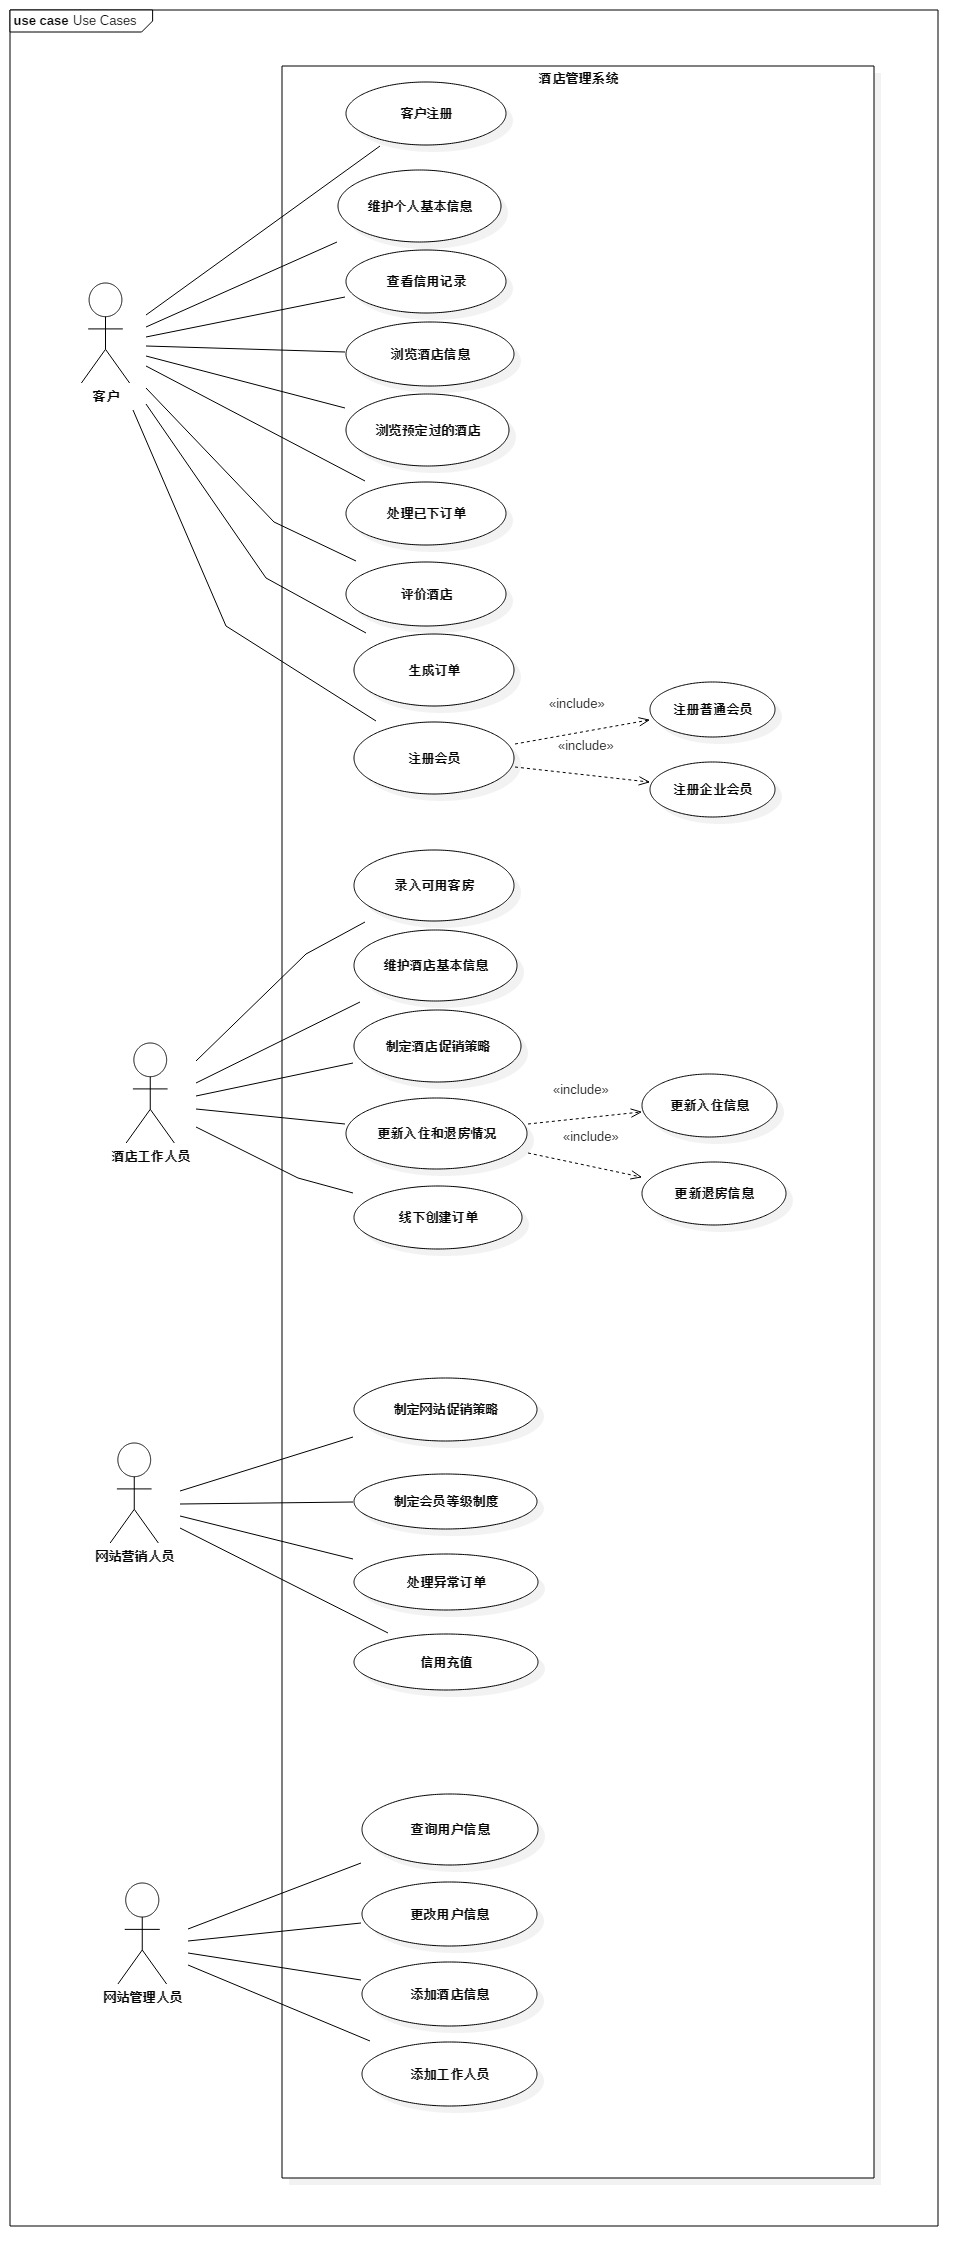 use case Use Cases
酒店管理系统
客户注册
维护个人基本信息
查看信用记录
浏览酒店信息
客户
浏览预定过的酒店
处理已下订单
评价酒店
生成订单
«include»
注册普通会员
«include»
注册会员
注册企业会员
录入可用客房
维护酒店基本信息
制定酒店促销策略
«include»
更新入住信息
更新入住和退房情况
«include»
酒店工作人员
更新退房信息
线下创建订单
制定网站促销策略
制定会员等级制度
网站营销人员
处理异常订单
信用充值
查询用户信息
更改用户信息
添加酒店信息
网站管理人员
添加工作人员